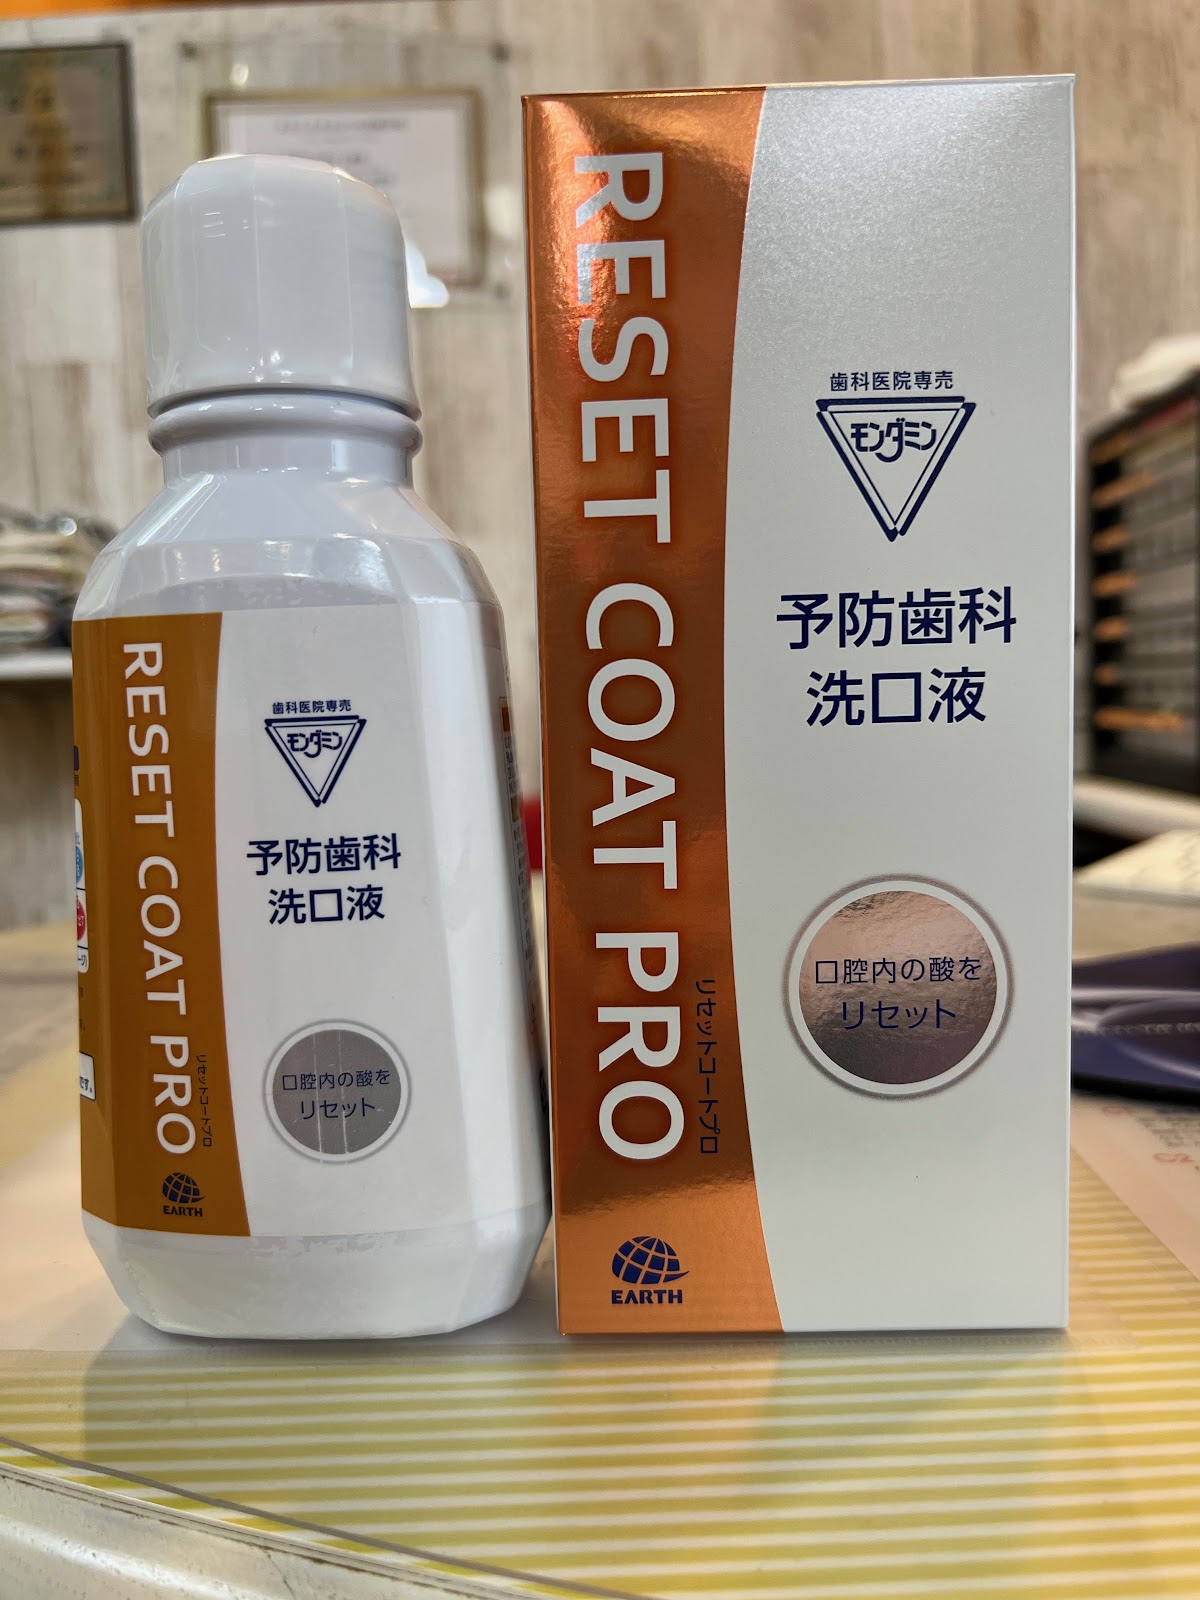 RESET COAT PRO
リセットコートプロ
歯科医院専売
モンダミン
予防歯科
洗口液
口腔内の酸を
リセット
EARTH
RESET COAT PRO
リセットコートプロ
歯科医院専売
モンダミン
予防歯科
洗口液
口腔内の酸を
リセット
EARTH
です。
C2